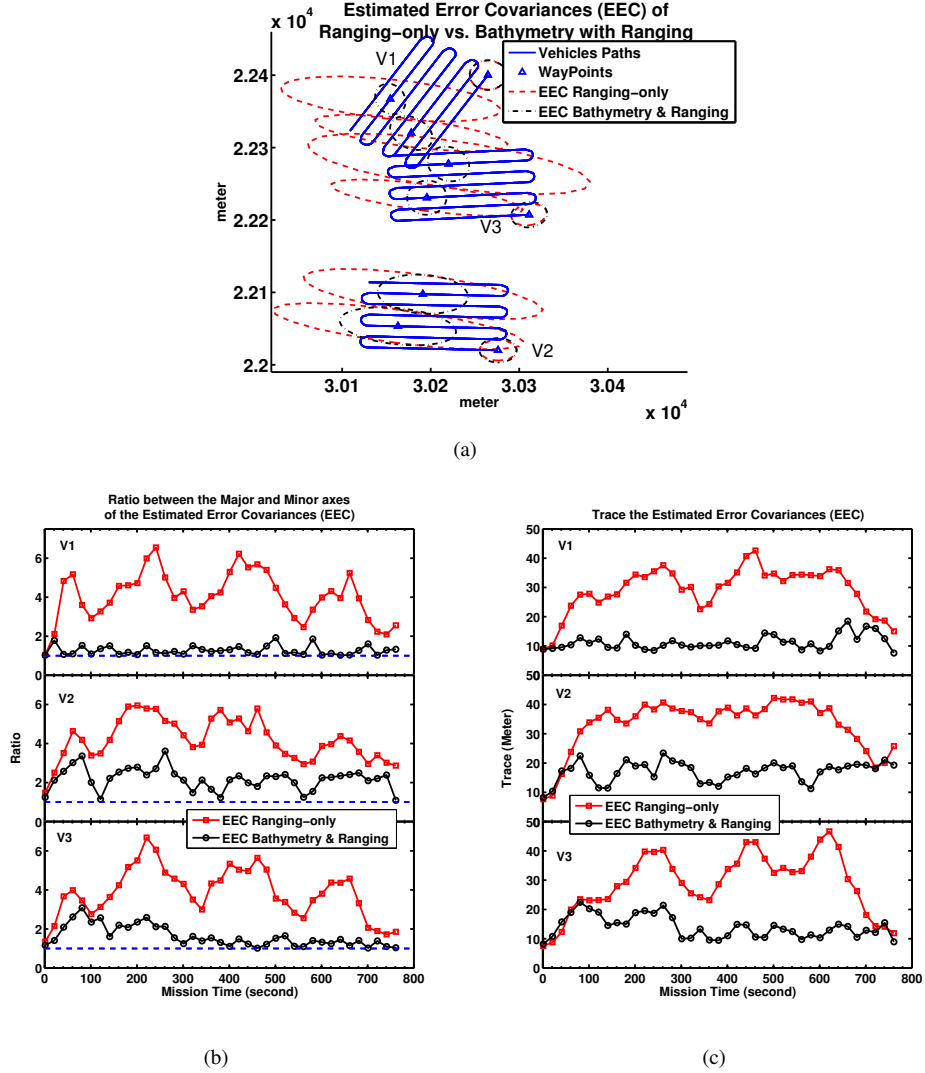 Estimated Error Covariances (EEC) of
Ranging−only vs. Bathymetry with Ranging
x 10⁴
V1
Vehicles Paths
WayPoints
EEC Ranging−only
EEC Bathymetry & Ranging
2.24
2.23
2.22
2.21
2.2
meter
V3
V2
3.01 3.02 3.03 3.04
meter
x 10⁴
(a)
Ratio between the Major and Minor axes
of the Estimated Error Covariances (EEC)
V1
6
4
2
0
V2
6
4
2
0
Ratio
EEC Ranging−only
EEC Bathymetry & Ranging
V3
6
4
2
0
0 100 200 300 400 500 600 700 800
Mission Time (second)
(b)
Trace the Estimated Error Covariances (EEC)
50
V1
40
30
20
10
50
V2
40
30
20
10
Trace (Meter)
EEC Ranging−only
EEC Bathymetry & Ranging
50
V3
40
30
20
10
0
0 100 200 300 400 500 600 700 800
Mission Time (second)
(c)